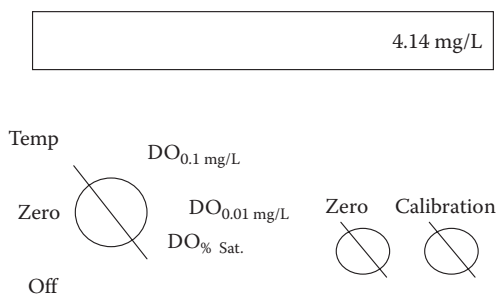 4.14 mg/L
Temp
DO0.1 mg/L
Zero
DO0.01 mg/L
DO% Sat.
Off
Zero
Calibration